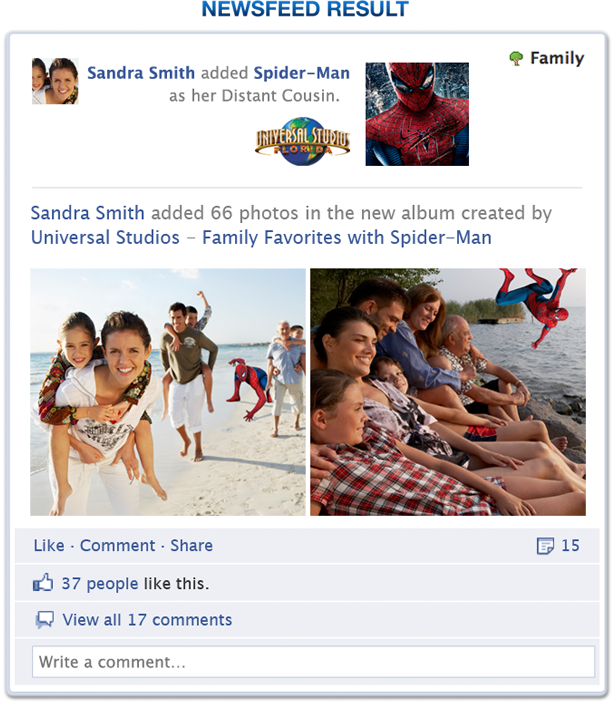 NEWSFEED RESULT
Family
Sandra Smith added Spider-Man
as her Distant Cousin.
UNIVERSAL STUDIOS
FLORIDA
Sandra Smith added 66 photos in the new album created by
Universal Studios – Family Favorites with Spider-Man
Like · Comment · Share
15
37 people like this.
View all 17 comments
Write a comment...